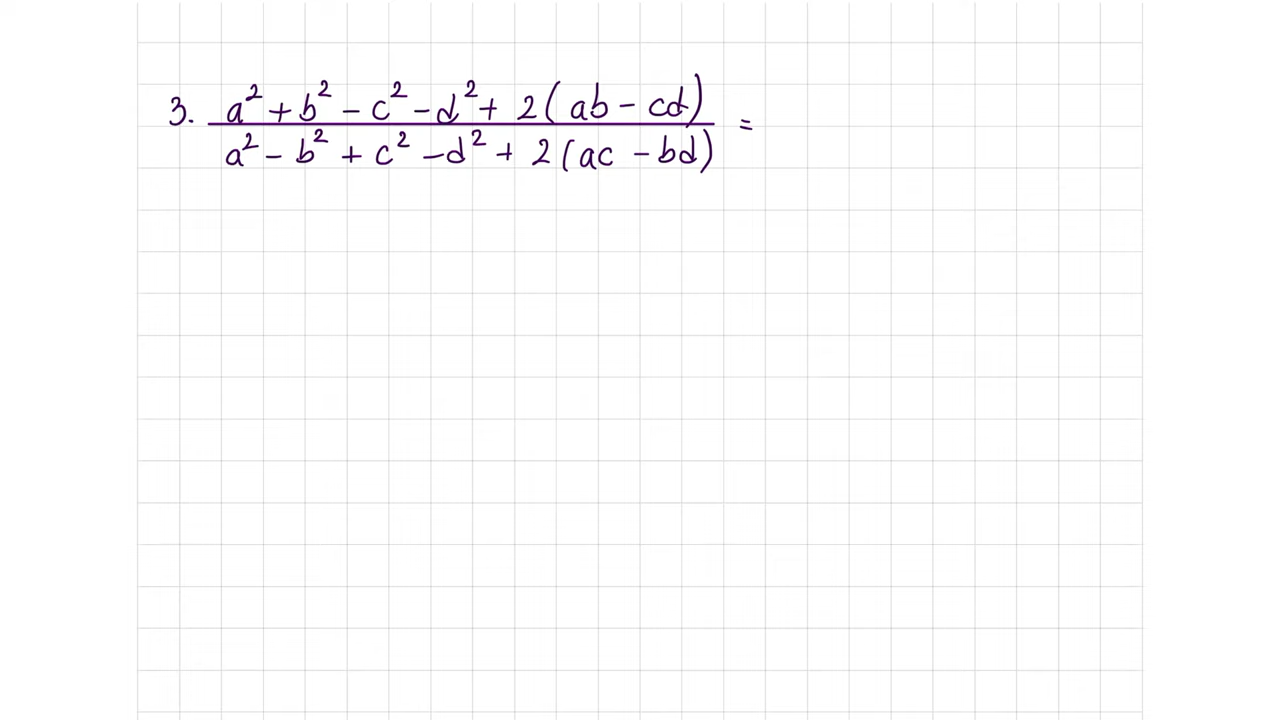 3. a² + b² - c² - d² + 2(ab - cd)
a² - b² + c² - d² + 2(ac - bd) =